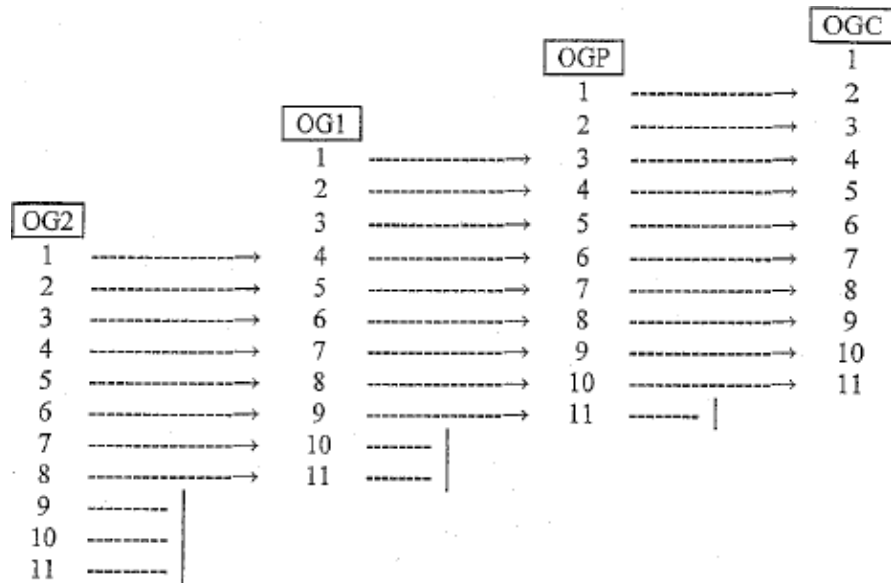 OGC
OGP 1
1 --------------→ 2
OG1 2 --------------→ 3
1 --------------→ 3 --------------→ 4
2 --------------→ 4 --------------→ 5
OG2 3 --------------→ 5 --------------→ 6
1 --------------→ 4 --------------→ 6 --------------→ 7
2 --------------→ 5 --------------→ 7 --------------→ 8
3 --------------→ 6 --------------→ 8 --------------→ 9
4 --------------→ 7 --------------→ 9 --------------→ 10
5 --------------→ 8 --------------→ 10 --------------→ 11
6 --------------→ 9 --------------→ 11 ------- |
7 --------------→ 10 ------- |
8 --------------→ 11 ------- |
9 -------- |
10 -------- |
11 -------- |